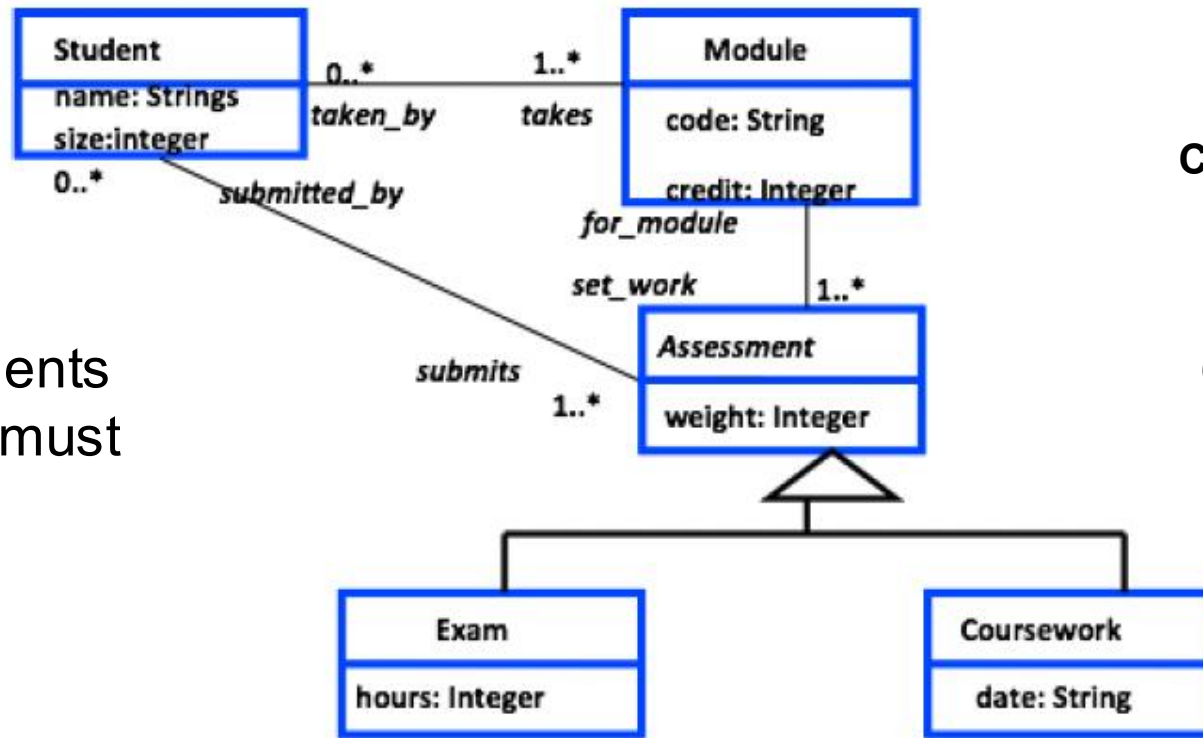 Student
name: Strings
size:integer
0..*
1..*
taken_by
takes
Module
code: String
credit: Integer
c
0..*
submitted_by
for_module
set_work
1..*
ents
must
submits
1..*
Assessment
weight: Integer
Exam
hours: Integer
Coursework
date: String